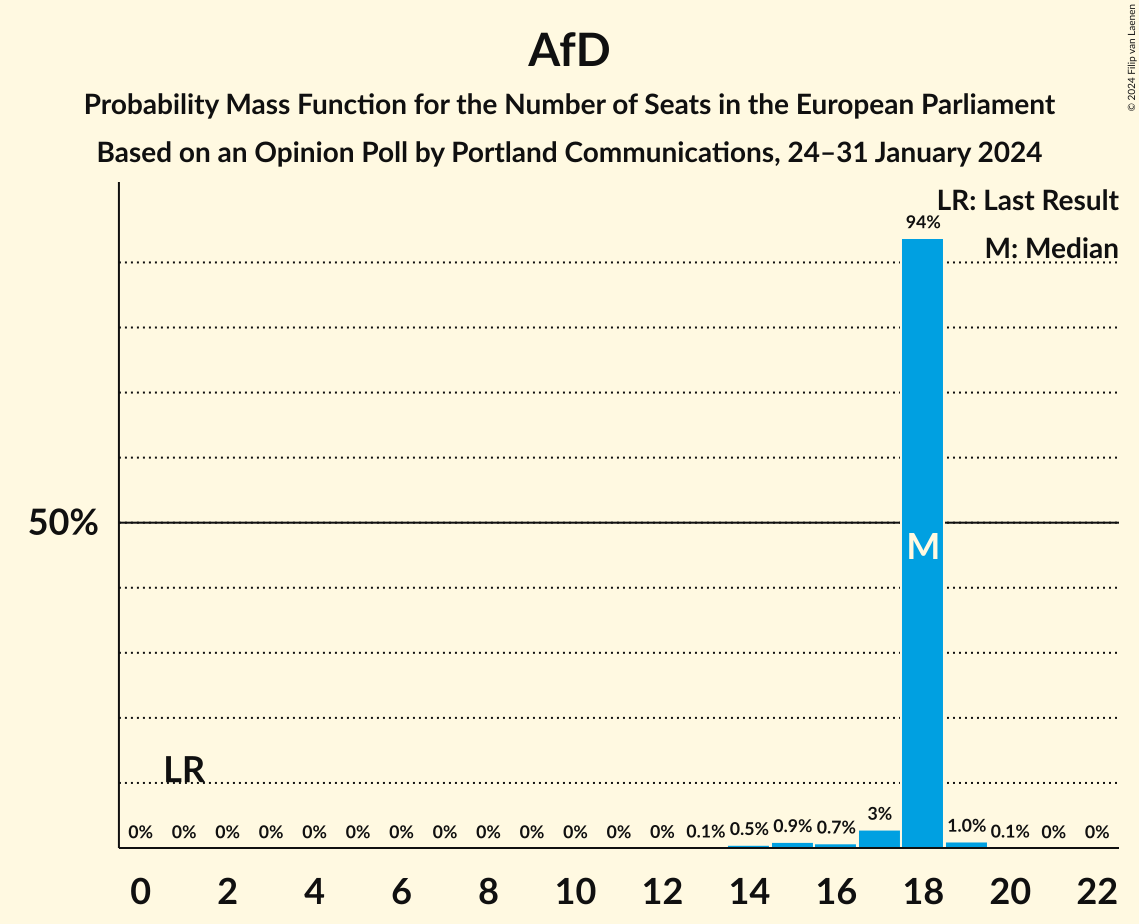 AfD
Probability Mass Function for the Number of Seats in the European Parliament
Based on an Opinion Poll by Portland Communications, 24–31 January 2024
© 2024 Filip van Laenen
LR: Last Result
M: Median
94%
50%
M
LR
0% 0% 0% 0% 0% 0% 0% 0% 0% 0% 0% 0% 0% 0.1% 0.5% 0.9% 0.7% 3% 1.0% 0.1% 0% 0%
0 2 4 6 8 10 12 14 16 18 20 22